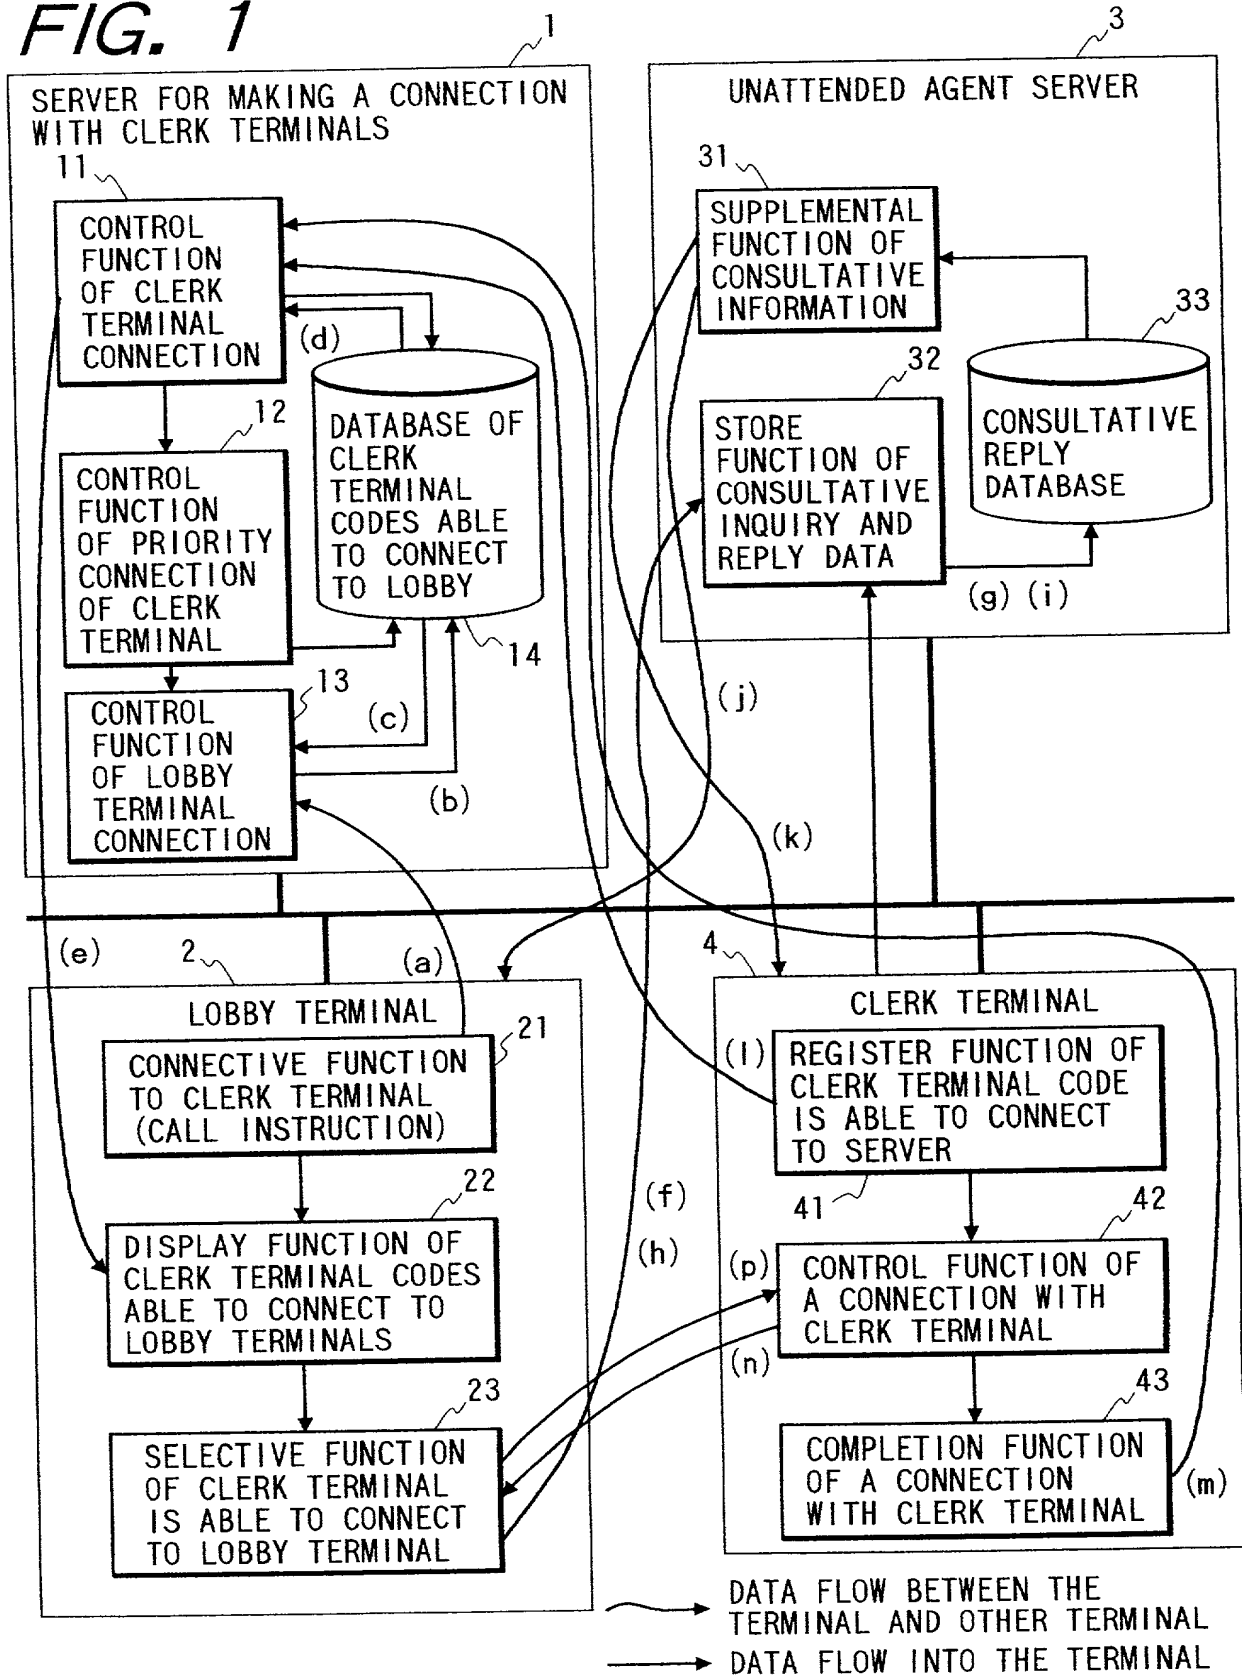 FIG. 1
1
SERVER FOR MAKING A CONNECTION
WITH CLERK TERMINALS
11
CONTROL
FUNCTION
OF CLERK
TERMINAL
CONNECTION
(d)
12
CONTROL
FUNCTION
OF PRIORITY
CONNECTION
OF CLERK
TERMINAL
DATABASE OF
CLERK
TERMINAL
CODES ABLE
TO CONNECT
TO LOBBY
14
13
CONTROL
FUNCTION
OF LOBBY
TERMINAL
CONNECTION
(c)
(b)
3
UNATTENDED AGENT SERVER
31
SUPPLEMENTAL
FUNCTION OF
CONSULTATIVE
INFORMATION
33
CONSULTATIVE
REPLY
DATABASE
32
STORE
FUNCTION OF
CONSULTATIVE
INQUIRY AND
REPLY DATA
(g) (i)
(j)
(k)
(e)
(a)
2
LOBBY TERMINAL
21
CONNECTIVE FUNCTION
TO CLERK TERMINAL
(CALL INSTRUCTION)
22
DISPLAY FUNCTION OF
CLERK TERMINAL CODES
ABLE TO CONNECT TO
LOBBY TERMINALS
23
SELECTIVE FUNCTION
OF CLERK TERMINAL
IS ABLE TO CONNECT
TO LOBBY TERMINAL
(f)
(h)
4
CLERK TERMINAL
(l)
REGISTER FUNCTION OF
CLERK TERMINAL CODE
IS ABLE TO CONNECT
TO SERVER
41
42
(p)
CONTROL FUNCTION OF
A CONNECTION WITH
CLERK TERMINAL
(n)
43
COMPLETION FUNCTION
OF A CONNECTION
WITH CLERK TERMINAL
(m)
DATA FLOW BETWEEN THE
TERMINAL AND OTHER TERMINAL
DATA FLOW INTO THE TERMINAL